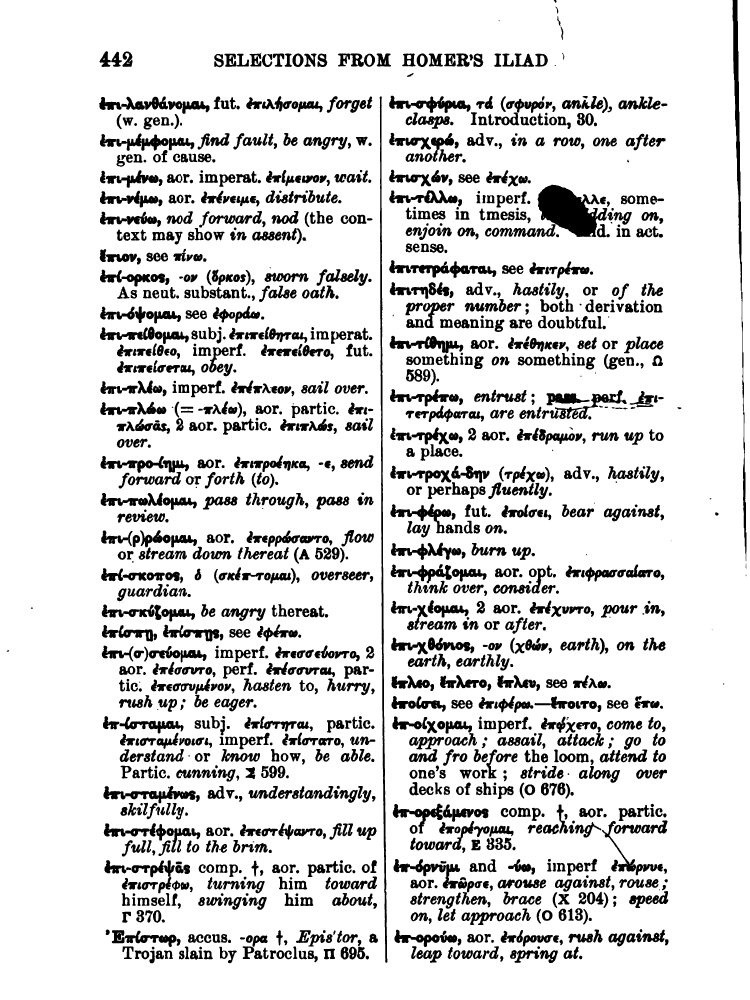 442 SELECTIONS FROM HOMER'S ILIAD
ἐπι-λανθάνομαι, fut. ἐπιλήσομαι, forget
(w. gen.).
ἐπι-μέμφομαι, find fault, be angry, w.
gen. of cause.
ἐπι-μένω, aor. imperat. ἐπίμεινον, wait.
ἐπι-νέμω, aor. ἐπένειμε, distribute.
ἐπι-νεύω, nod forward, nod (the con-
text may show in assent).
ἔπιον, see πίνω.
ἐπί-ορκος, -ον (ὅρκος), sworn falsely.
As neut. substant., false oath.
ἐπι-όψομαι, see ἐφοράω.
ἐπι-πείθομαι, subj. ἐπιπείθηται, imperat.
ἐπιπείθεο, imperf. ἐπεπείθετο, fut.
ἐπιπείσεται, obey.
ἐπι-πλέω, imperf. ἐπέπλεον, sail over.
ἐπι-πλώω (= -πλέω), aor. partic. ἐπι-
πλώσᾱς, 2 aor. partic. ἐπιπλώς, sail
over.
ἐπι-προ-ΐημι, aor. ἐπιπροέηκα, -ε, send
forward or forth (to).
ἐπι-πωλέομαι, pass through, pass in
review.
ἐπι-(ρ)ρώομαι, aor. ἐπερρώσαντο, flow
or stream down thereat (Α 529).
ἐπί-σκοπος, ὁ (σκέπ-τομαι), overseer,
guardian.
ἐπι-σκύζομαι, be angry thereat.
ἐπίσπῃ, ἐπίσπῃς, see ἐφέπω.
ἐπι-(σ)σεύομαι, imperf. ἐπεσσεύοντο, 2
aor. ἐπέσσυτο, perf. ἐπέσσυται, par-
tic. ἐπεσσυμένον, hasten to, hurry,
rush up; be eager.
ἐπ-ίσταμαι, subj. ἐπίστηται, partic.
ἐπισταμένοισι, imperf. ἐπίστατο, un-
derstand or know how, be able.
Partic. cunning, Σ 599.
ἐπι-σταμένως, adv., understandingly,
skilfully.
ἐπι-στέφομαι, aor. ἐπεστέψαντο, fill up
full, fill to the brim.
ἐπι-στρέψᾱς comp. †, aor. partic. of
ἐπιστρέφω, turning him toward
himself, swinging him about,
Γ 370.
Ἐπίστωρ, accus. -ορα †, Epis'tor, a
Trojan slain by Patroclus, Π 695.
ἐπι-σφύρια, τά (σφυρόν, ankle), ankle-
clasps. Introduction, 30.
ἐπισχερώ, adv., in a row, one after
another.
ἐπισχών, see ἐπέχω.
ἐπι-τέλλω, imperf. λλε, some-
times in tmesis, dding on,
enjoin on, command. d. in act.
sense.
ἐπιτετράφαται, see ἐπιτρέπω.
ἐπιτηδές, adv., hastily, or of the
proper number; both derivation
and meaning are doubtful.
ἐπι-τίθημι, aor. ἐπέθηκεν, set or place
something on something (gen., Ω
589).
ἐπι-τρέπω, entrust; pass. perf. ἐπι-
τετράφαται, are entrusted.
ἐπι-τρέχω, 2 aor. ἐπέδραμον, run up to
a place.
ἐπι-τροχά-δην (τρέχω), adv., hastily,
or perhaps fluently.
ἐπι-φέρω, fut. ἐποίσει, bear against,
lay hands on.
ἐπι-φλέγω, burn up.
ἐπι-φράζομαι, aor. opt. ἐπιφρασσαίατο,
think over, consider.
ἐπι-χέομαι, 2 aor. ἐπέχυντο, pour in,
stream in or after.
ἐπι-χθόνιος, -ον (χθών, earth), on the
earth, earthly.
ἔπλεο, ἔπλετο, ἔπλευ, see πέλω.
ἐποίσει, see ἐπιφέρω.—ἕποιτο, see ἕπω.
ἐπ-οίχομαι, imperf. ἐπῴχετο, come to,
approach; assail, attack; go to
and fro before the loom, attend to
one's work; stride along over
decks of ships (Ο 676).
ἐπ-ορεξάμενος comp. †, aor. partic.
of ἐπορέγομαι, reaching forward
toward, Ε 335.
ἐπ-όρνῡμι and -ύω, imperf ἐπώρνυε,
aor. ἐπῶρσε, arouse against, rouse;
strengthen, brace (Χ 204); speed
on, let approach (Ο 613).
ἐπ-ορούω, aor. ἐπόρουσε, rush against,
leap toward, spring at.